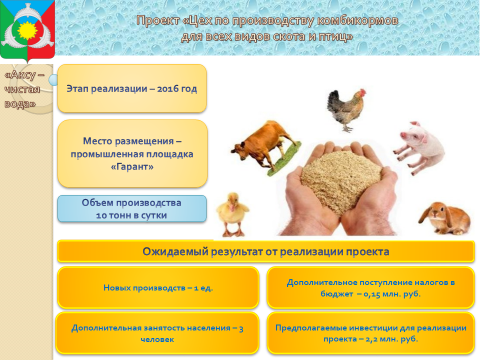 Проект «Цех по производству комбикормов
для всех видов скота и птиц»
«Аксу –
чистая
вода»
Этап реализации – 2016 год
Место размещения –
промышленная площадка
«Гарант»
Объем производства
10 тонн в сутки
Ожидаемый результат от реализации проекта
Новых производств – 1 ед.
Дополнительное поступление налогов в
бюджет – 0,15 млн. руб.
Дополнительная занятость населения – 3
человек
Предполагаемые инвестиции для реализации
проекта – 2,2 млн. руб.